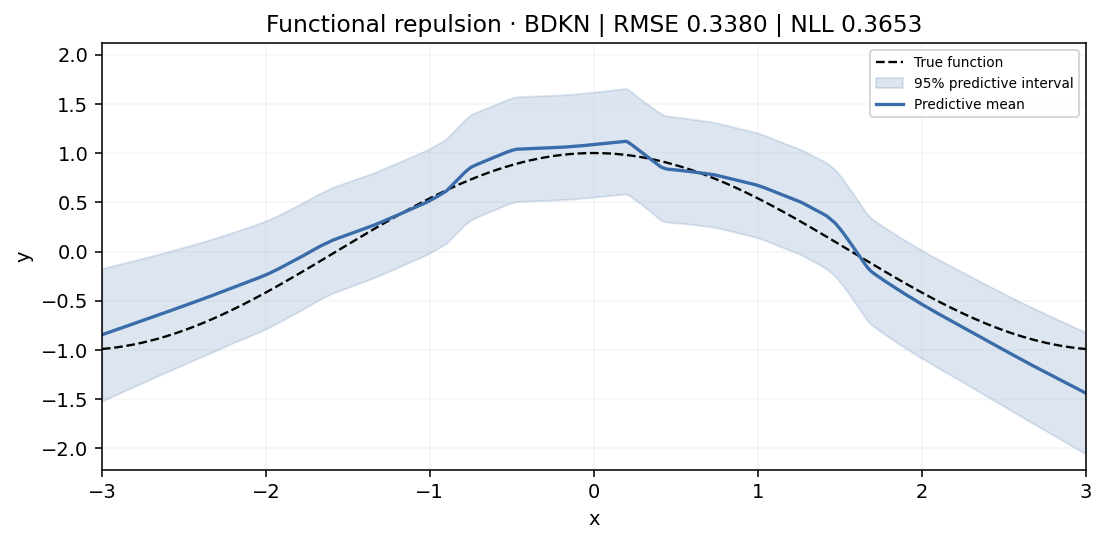 Functional repulsion · BDKN | RMSE 0.3380 | NLL 0.3653
True function
95% predictive interval
Predictive mean
2.0
1.5
1.0
0.5
0.0
−0.5
−1.0
−1.5
−2.0
y
−3
−2
−1
0
1
2
3
x